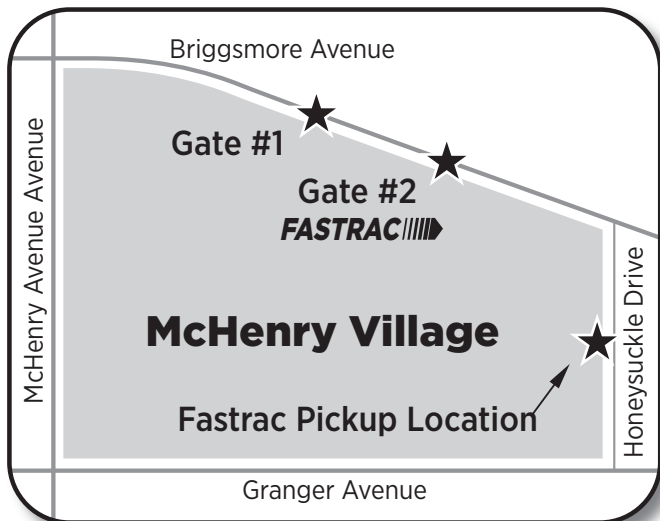 Briggsmore Avenue
Gate #1
Gate #2
FASTRAC
McHenry Avenue Avenue
McHenry Village
Honeysuckle Drive
Fastrac Pickup Location
Granger Avenue